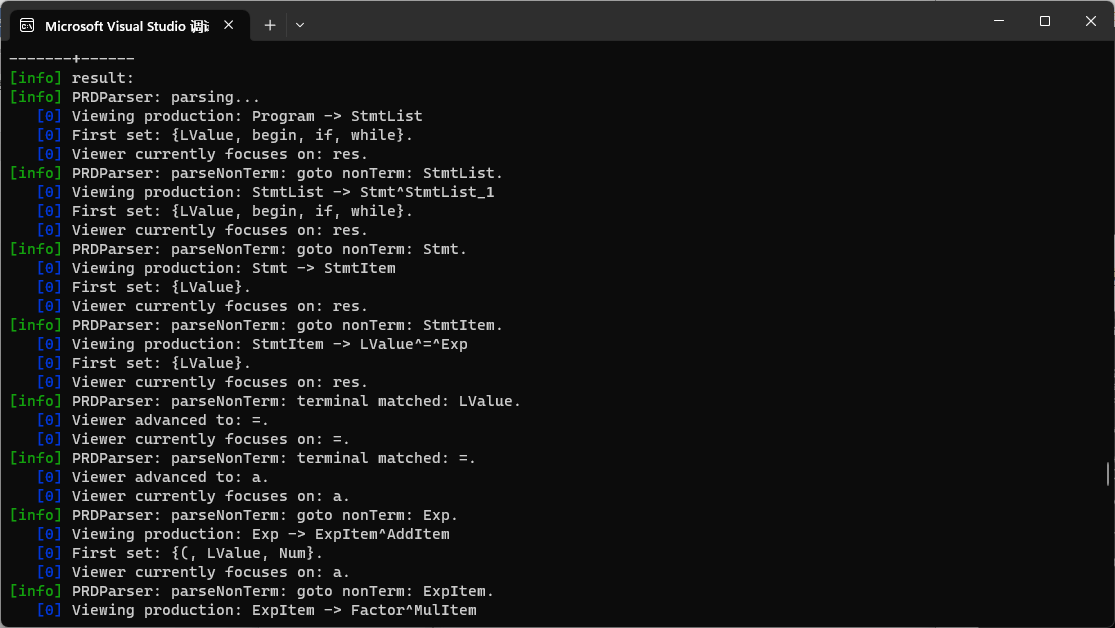 Microsoft Visual Studio 调试
-------+------
[info] result:
[info] PRDParser: parsing...
[0] Viewing production: Program -> StmtList
[0] First set: {LValue, begin, if, while}.
[0] Viewer currently focuses on: res.
[info] PRDParser: parseNonTerm: goto nonTerm: StmtList.
[0] Viewing production: StmtList -> Stmt^StmtList_1
[0] First set: {LValue, begin, if, while}.
[0] Viewer currently focuses on: res.
[info] PRDParser: parseNonTerm: goto nonTerm: Stmt.
[0] Viewing production: Stmt -> StmtItem
[0] First set: {LValue}.
[0] Viewer currently focuses on: res.
[info] PRDParser: parseNonTerm: goto nonTerm: StmtItem.
[0] Viewing production: StmtItem -> LValue^=^Exp
[0] First set: {LValue}.
[0] Viewer currently focuses on: res.
[info] PRDParser: parseNonTerm: terminal matched: LValue.
[0] Viewer advanced to: =.
[0] Viewer currently focuses on: =.
[info] PRDParser: parseNonTerm: terminal matched: =.
[0] Viewer advanced to: a.
[0] Viewer currently focuses on: a.
[info] PRDParser: parseNonTerm: goto nonTerm: Exp.
[0] Viewing production: Exp -> ExpItem^AddItem
[0] First set: {(, LValue, Num}.
[0] Viewer currently focuses on: a.
[info] PRDParser: parseNonTerm: goto nonTerm: ExpItem.
[0] Viewing production: ExpItem -> Factor^MulItem